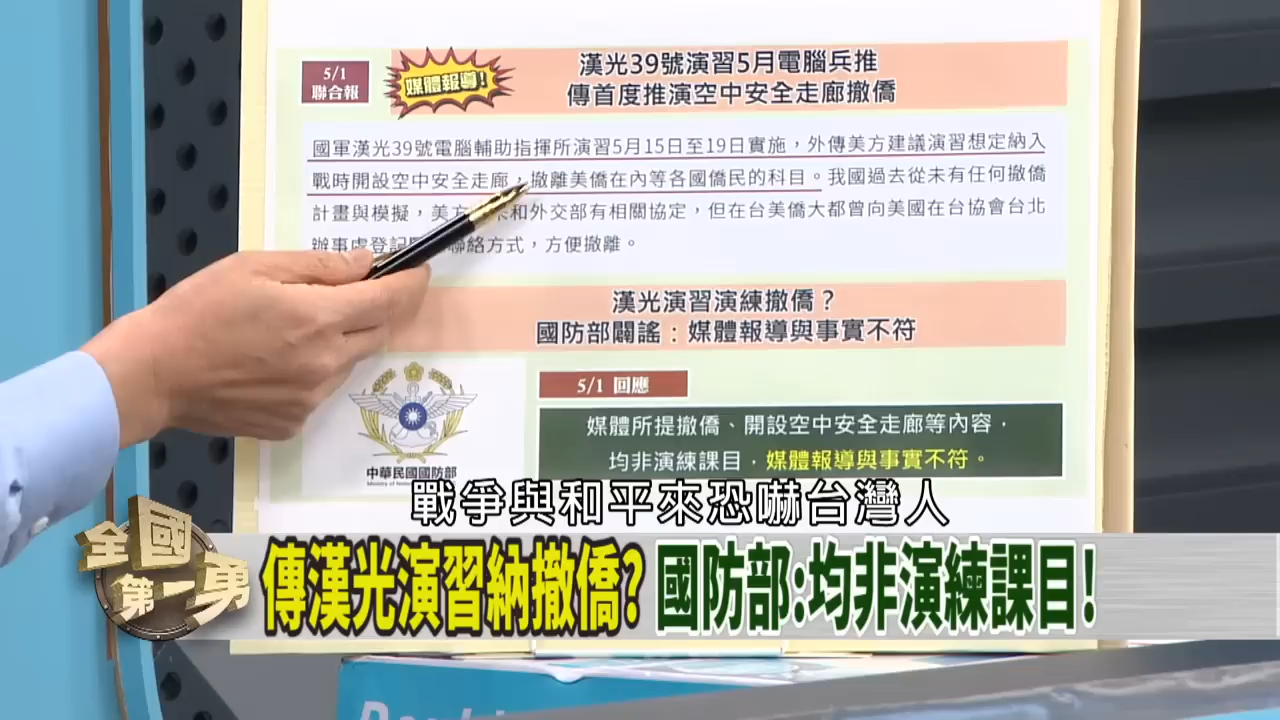 5/1
聯合報
媒體報導!
漢光39號演習5月電腦兵推
傳首度推演空中安全走廊撤僑
國軍漢光39號電腦輔助指揮所演習5月15日至19日實施，外傳美方建議演習想定納入
戰時開設空中安全走廊，撤離美僑在內等各國僑民的科目。我國過去從未有任何撤僑
計畫與模擬，美方 和外交部有相關協定，但在台美僑大都曾向美國在台協會台北
辦事處登記 聯絡方式，方便撤離。
漢光演習演練撤僑？
國防部闢謠：媒體報導與事實不符
5/1 回應
媒體所提撤僑、開設空中安全走廊等內容，
均非演練課目，媒體報導與事實不符。
中華民國國防部
戰爭與和平來恐嚇台灣人
全國第一勇
傳漢光演習納撤僑? 國防部:均非演練課目!